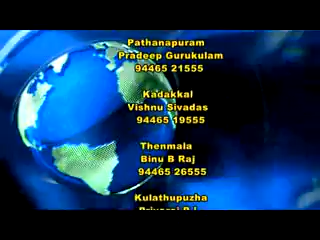 Pathanapuram
Pradeep Gurukulam
94465 21555
Kadakkal
Vishnu Sivadas
94465 19555
Thenmala
Binu B Raj
94465 26555
Kulathupuzha